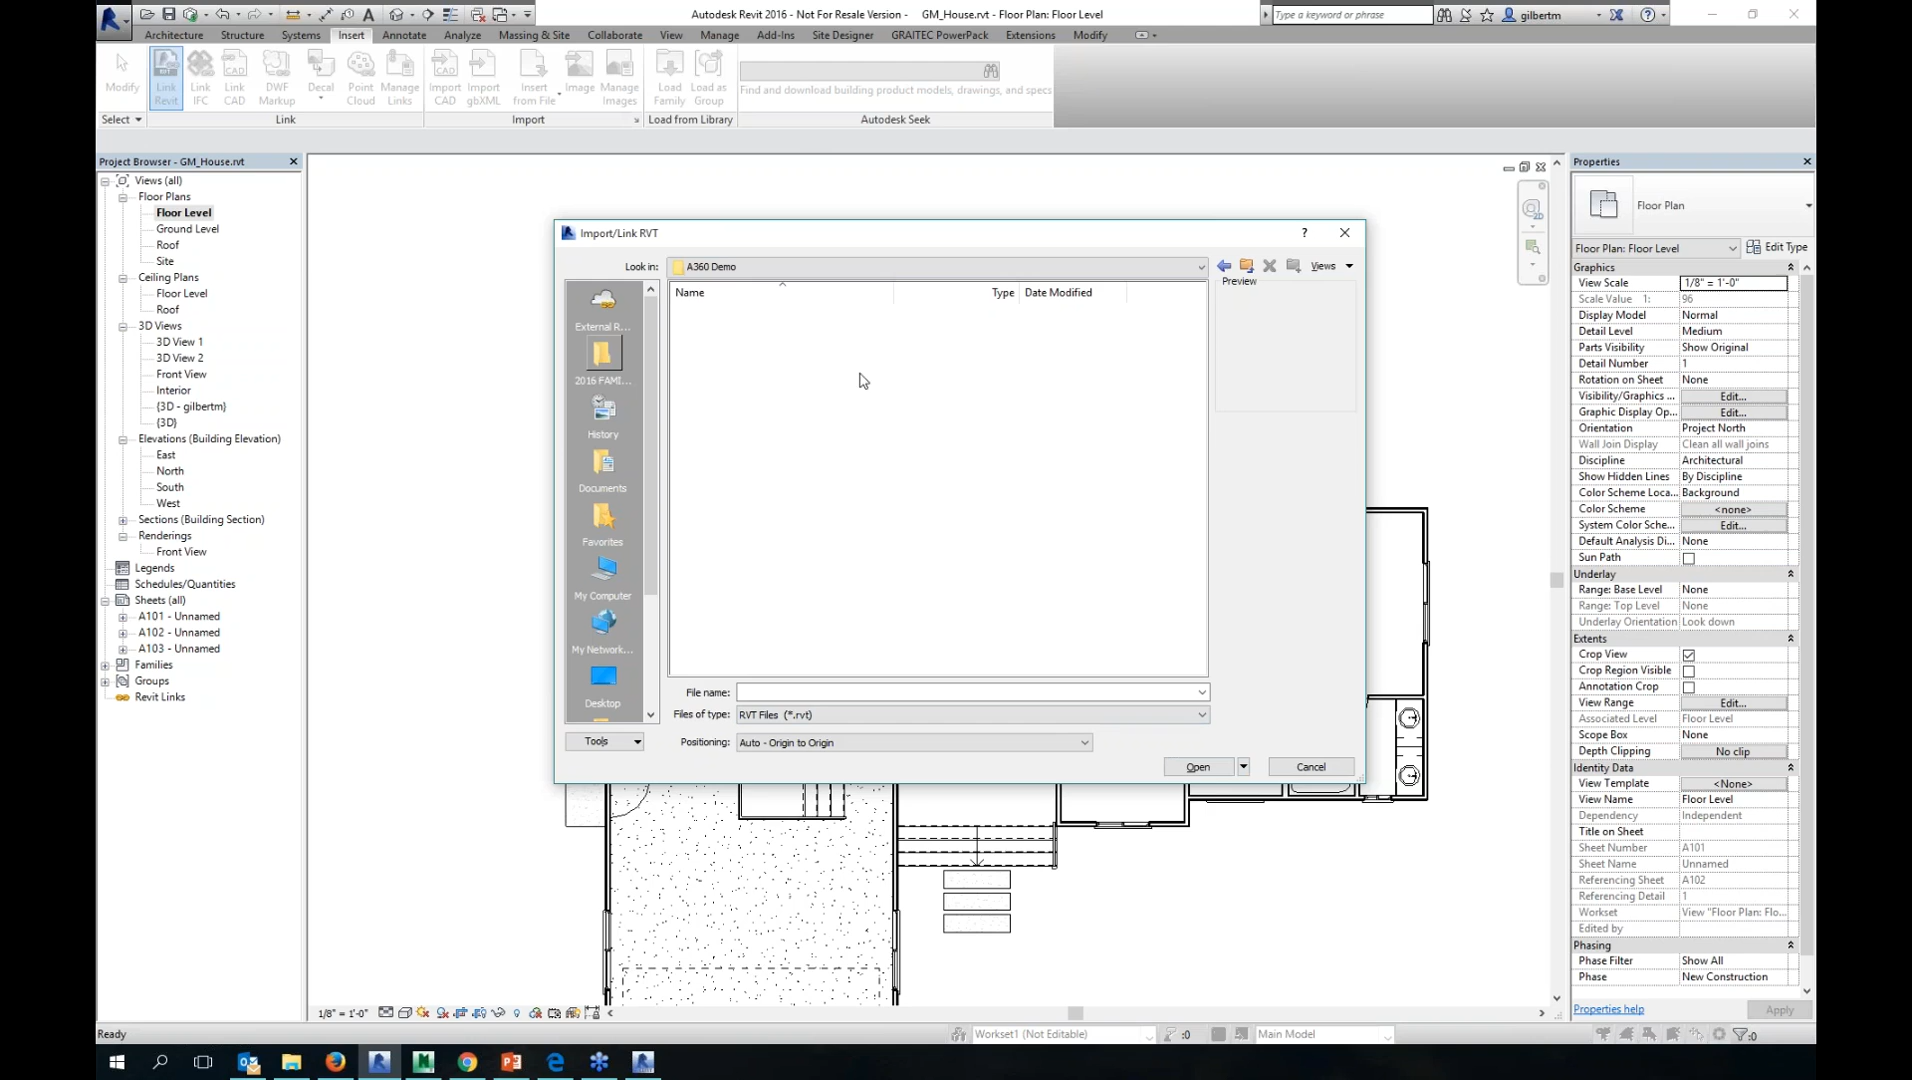 Autodesk Revit 2016 - Not For Resale Version - GM_House.rvt - Floor Plan: Floor Level
Type a keyword or phrase
gilbertm
Architecture Structure Systems Insert Annotate Analyze Massing & Site Collaborate View Manage Add-Ins Site Designer GRAITEC PowerPack Extensions Modify
Modify
Link Revit
Link IFC
Link CAD
DWF Markup
Decal
Point Cloud
Manage Links
Import CAD
Import gbXML
Insert from File
Image
Manage Images
Load Family
Load as Group
Find and download building product models, drawings, and specs
Select
Link
Import
Load from Library
Autodesk Seek
Project Browser - GM_House.rvt
Views (all)
Floor Plans
Floor Level
Ground Level
Roof
Site
Ceiling Plans
Floor Level
Roof
3D Views
3D View 1
3D View 2
Front View
Interior
{3D - gilbertm}
{3D}
Elevations (Building Elevation)
East
North
South
West
Sections (Building Section)
Renderings
Front View
Legends
Schedules/Quantities
Sheets (all)
A101 - Unnamed
A102 - Unnamed
A103 - Unnamed
Families
Groups
Revit Links
Import/Link RVT
Look in: A360 Demo
Views
Name Type Date Modified
Preview
External R...
2016 FAMI...
History
Documents
Favorites
My Computer
My Network...
Desktop
File name:
Files of type: RVT Files (*.rvt)
Tools
Positioning: Auto - Origin to Origin
Open
Cancel
Properties
Floor Plan
Floor Plan: Floor Level Edit Type
Graphics
View Scale 1/8" = 1'-0"
Scale Value 1: 96
Display Model Normal
Detail Level Medium
Parts Visibility Show Original
Detail Number 1
Rotation on Sheet None
Visibility/Graphics ... Edit...
Graphic Display Op... Edit...
Orientation Project North
Wall Join Display Clean all wall joins
Discipline Architectural
Show Hidden Lines By Discipline
Color Scheme Loca... Background
Color Scheme <none>
System Color Sche... Edit...
Default Analysis Di... None
Sun Path
Underlay
Range: Base Level None
Range: Top Level None
Underlay Orientation Look down
Extents
Crop View
Crop Region Visible
Annotation Crop
View Range Edit...
Associated Level Floor Level
Scope Box None
Depth Clipping No clip
Identity Data
View Template <None>
View Name Floor Level
Dependency Independent
Title on Sheet
Sheet Number A101
Sheet Name Unnamed
Referencing Sheet A102
Referencing Detail 1
Workset View "Floor Plan: Flo...
Edited by
Phasing
Phase Filter Show All
Phase New Construction
Properties help
Apply
1/8" = 1'-0"
Ready
Workset1 (Not Editable)
:0
Main Model
:0